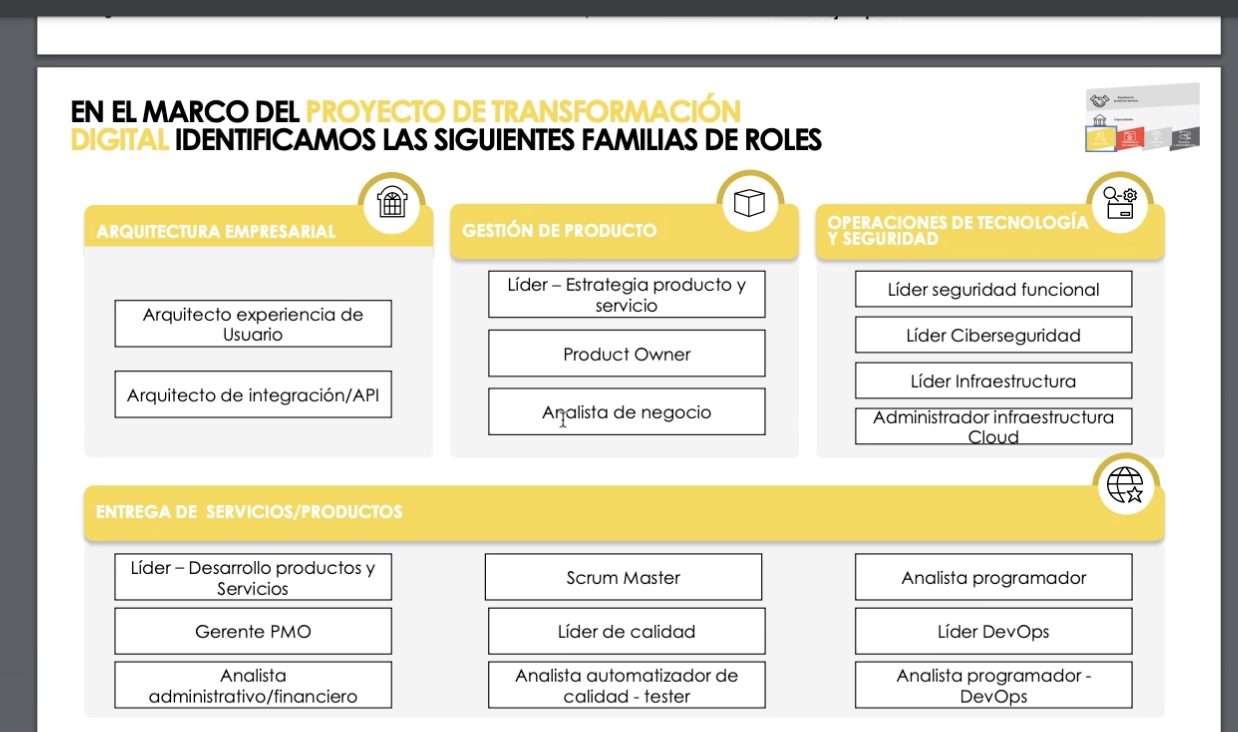 EN EL MARCO DEL PROYECTO DE TRANSFORMACIÓN
DIGITAL IDENTIFICAMOS LAS SIGUIENTES FAMILIAS DE ROLES
ARQUITECTURA EMPRESARIAL
Arquitecto experiencia de
Usuario
Arquitecto de integración/API
GESTIÓN DE PRODUCTO
Líder – Estrategia producto y
servicio
Product Owner
Analista de negocio
OPERACIONES DE TECNOLOGÍA
Y SEGURIDAD
Líder seguridad funcional
Líder Ciberseguridad
Líder Infraestructura
Administrador infraestructura
Cloud
ENTREGA DE SERVICIOS/PRODUCTOS
Líder – Desarrollo productos y
Servicios
Gerente PMO
Analista
administrativo/financiero
Scrum Master
Líder de calidad
Analista automatizador de
calidad - tester
Analista programador
Líder DevOps
Analista programador -
DevOps